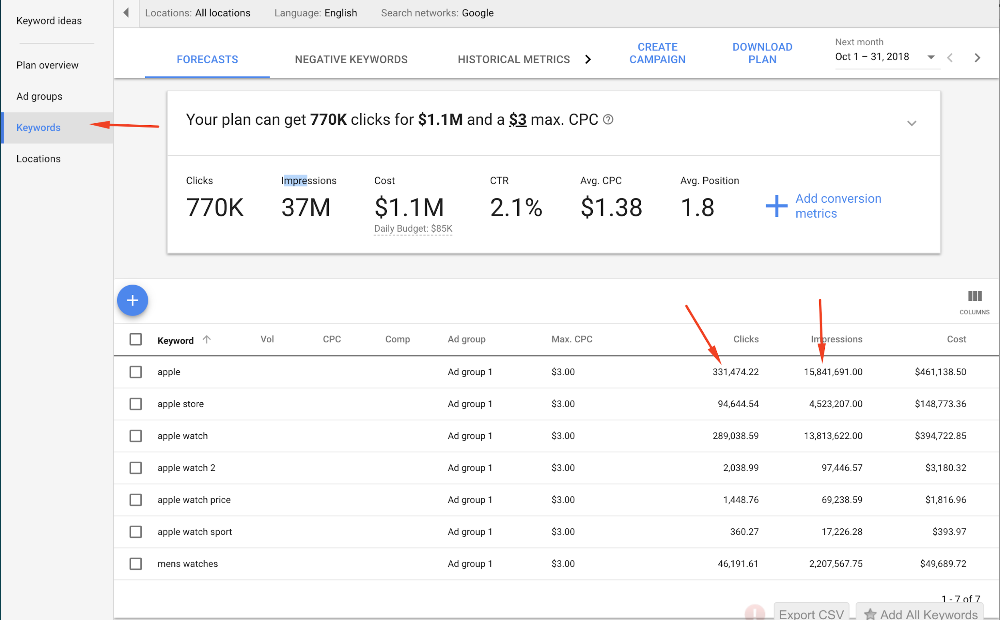 Keyword ideas
Plan overview
Ad groups
Keywords
Locations
Locations: All locations Language: English Search networks: Google
FORECASTS NEGATIVE KEYWORDS HISTORICAL METRICS
CREATE CAMPAIGN
DOWNLOAD PLAN
Next month
Oct 1 – 31, 2018
Your plan can get 770K clicks for $1.1M and a $3 max. CPC
Clicks Impressions Cost CTR Avg. CPC Avg. Position
770K 37M $1.1M 2.1% $1.38 1.8
Daily Budget: $85K
Add conversion
metrics
COLUMNS
Keyword Vol CPC Comp Ad group Max. CPC Clicks Impressions Cost
apple Ad group 1 $3.00 331,474.22 15,841,691.00 $461,138.50
apple store Ad group 1 $3.00 94,644.54 4,523,207.00 $148,773.36
apple watch Ad group 1 $3.00 289,038.59 13,813,622.00 $394,722.85
apple watch 2 Ad group 1 $3.00 2,038.99 97,446.57 $3,180.32
apple watch price Ad group 1 $3.00 1,448.76 69,238.59 $1,816.96
apple watch sport Ad group 1 $3.00 360.27 17,226.28 $393.97
mens watches Ad group 1 $3.00 46,191.61 2,207,567.75 $49,689.72
1 - 7 of 7
Export CSV Add All Keywords